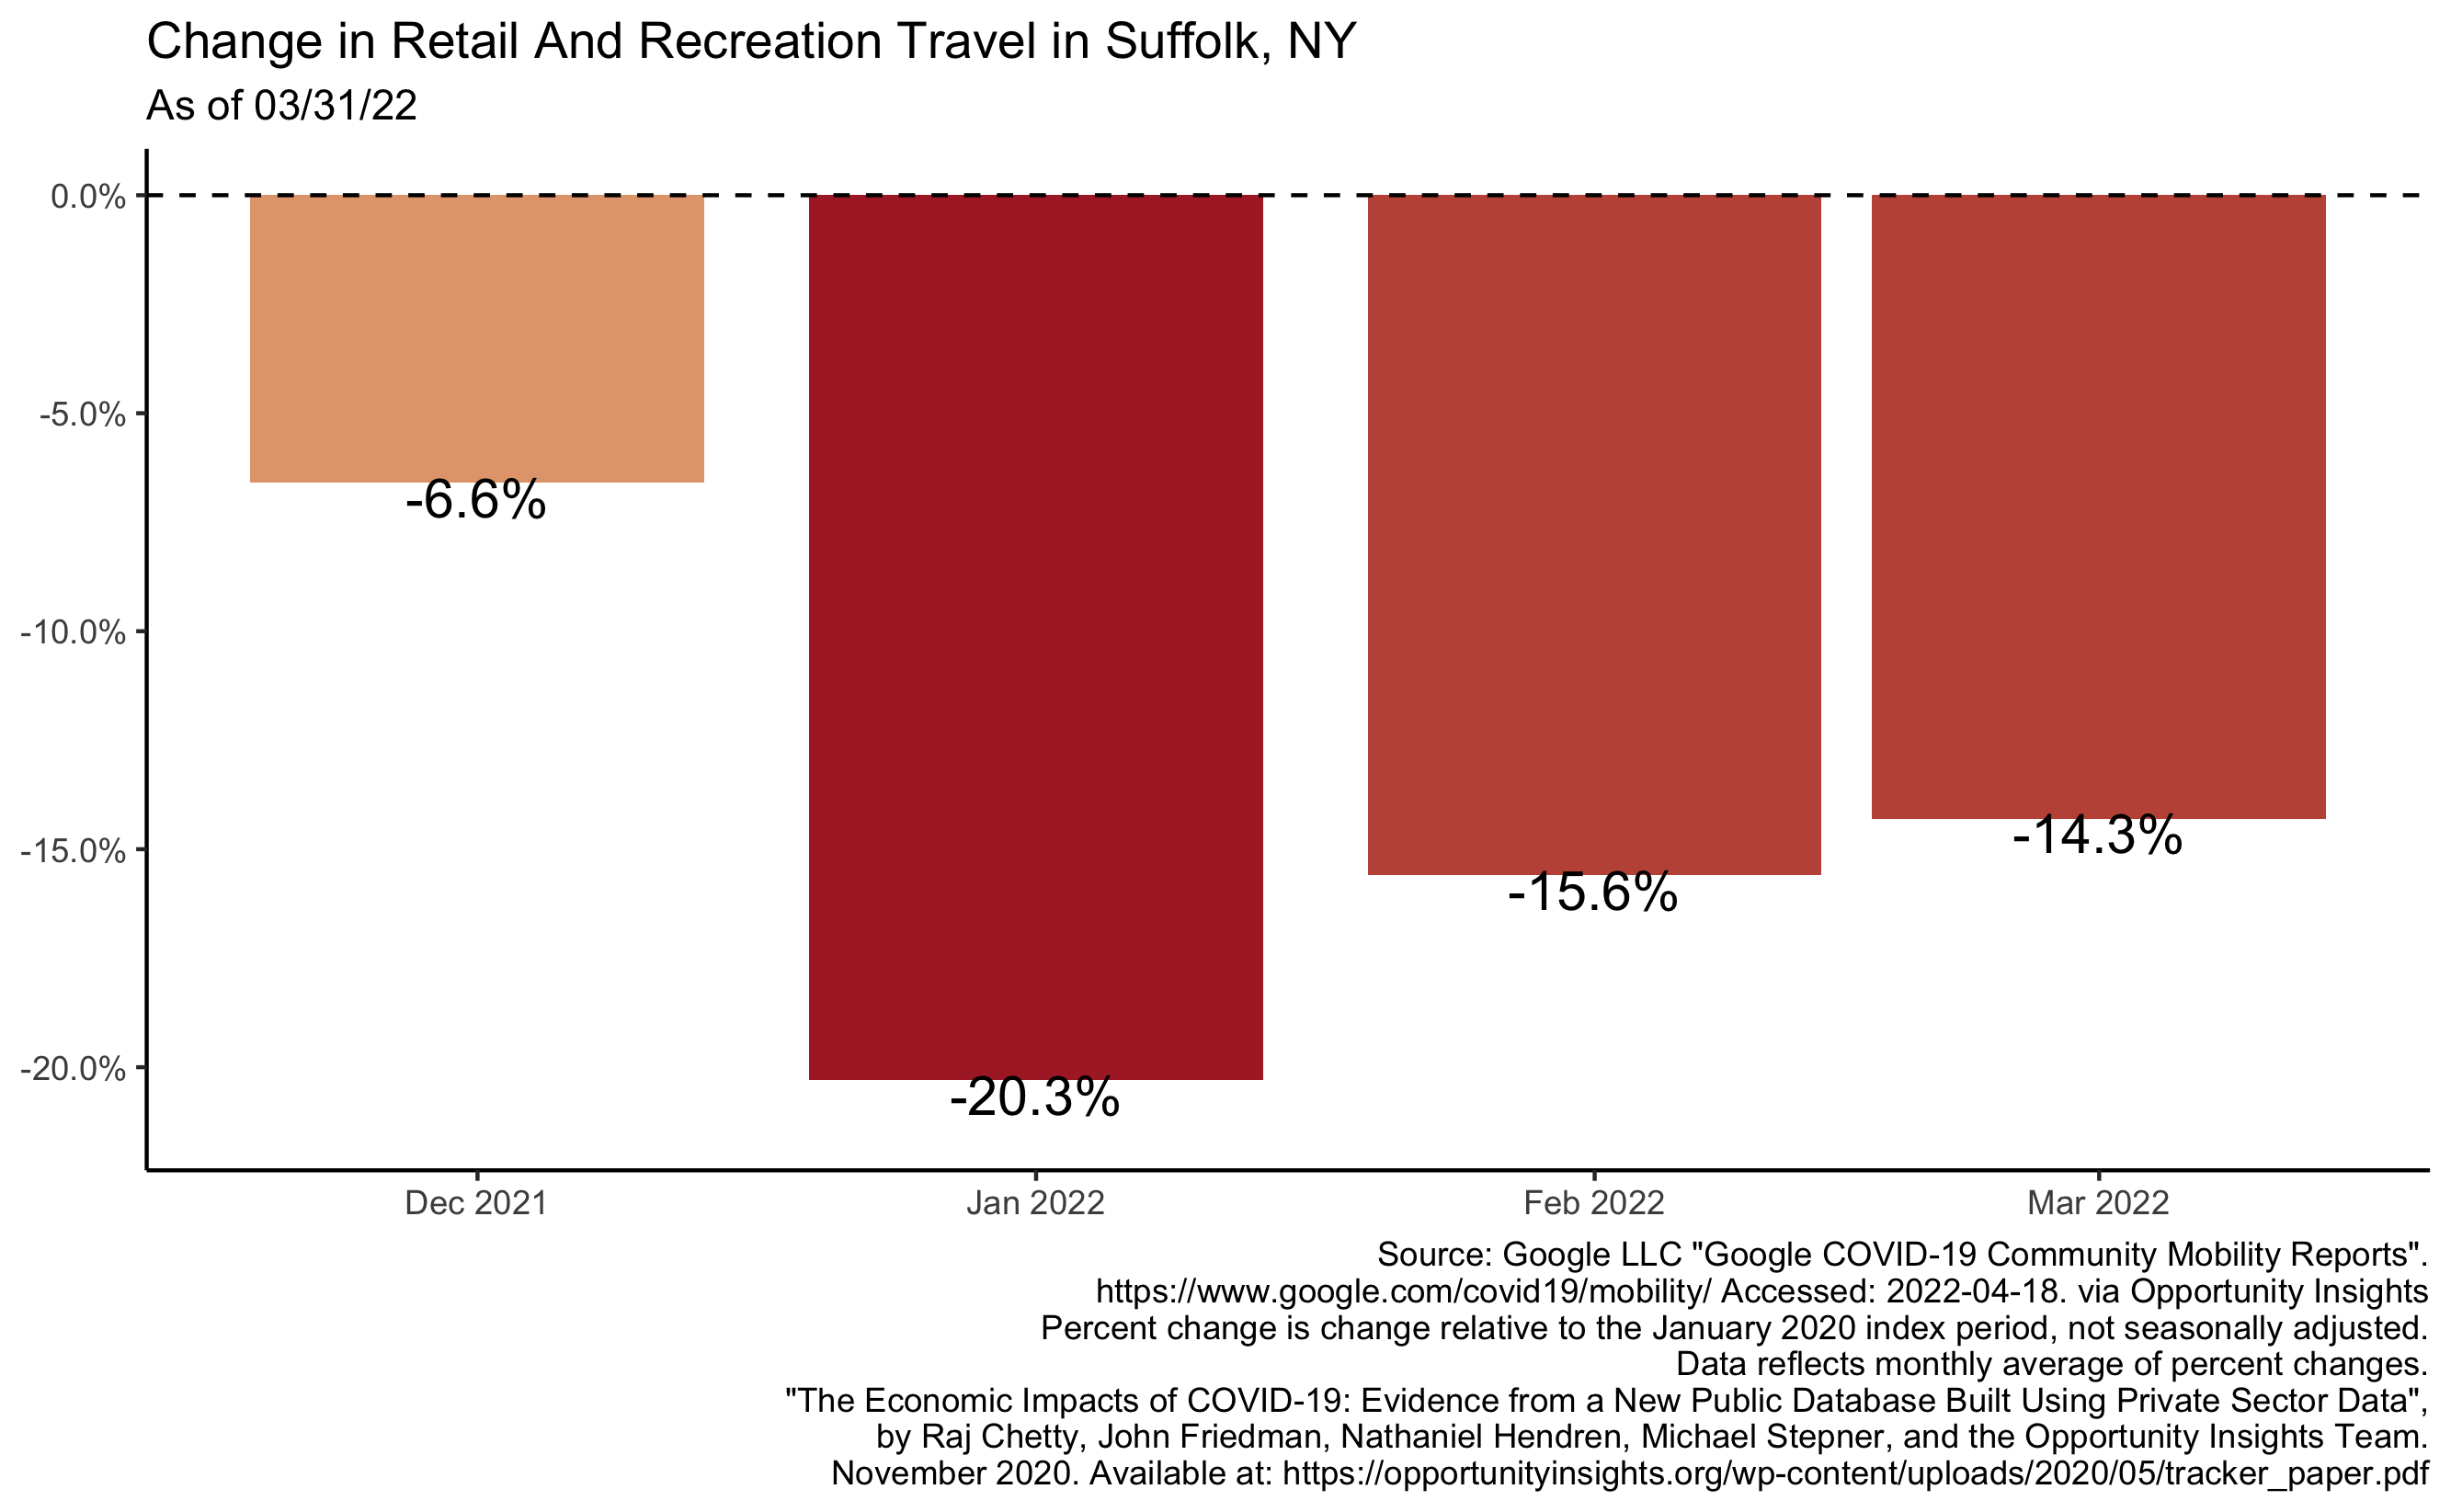 Change in Retail And Recreation Travel in Suffolk, NY
As of 03/31/22
0.0%
-5.0%
-10.0%
-15.0%
-20.0%
-6.6%
-20.3%
-15.6%
-14.3%
Dec 2021
Jan 2022
Feb 2022
Mar 2022
Source: Google LLC "Google COVID-19 Community Mobility Reports".
https://www.google.com/covid19/mobility/ Accessed: 2022-04-18. via Opportunity Insights
Percent change is change relative to the January 2020 index period, not seasonally adjusted.
Data reflects monthly average of percent changes.
"The Economic Impacts of COVID-19: Evidence from a New Public Database Built Using Private Sector Data",
by Raj Chetty, John Friedman, Nathaniel Hendren, Michael Stepner, and the Opportunity Insights Team.
November 2020. Available at: https://opportunityinsights.org/wp-content/uploads/2020/05/tracker_paper.pdf